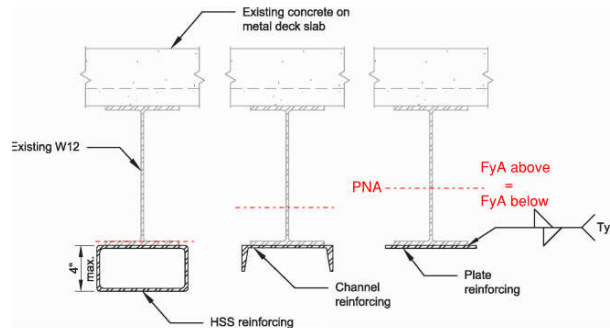 Existing concrete on
metal deck slab
Existing W12
FyA above
=
FyA below
PNA
4"
max.
Channel
reinforcing
Plate
reinforcing
HSS reinforcing